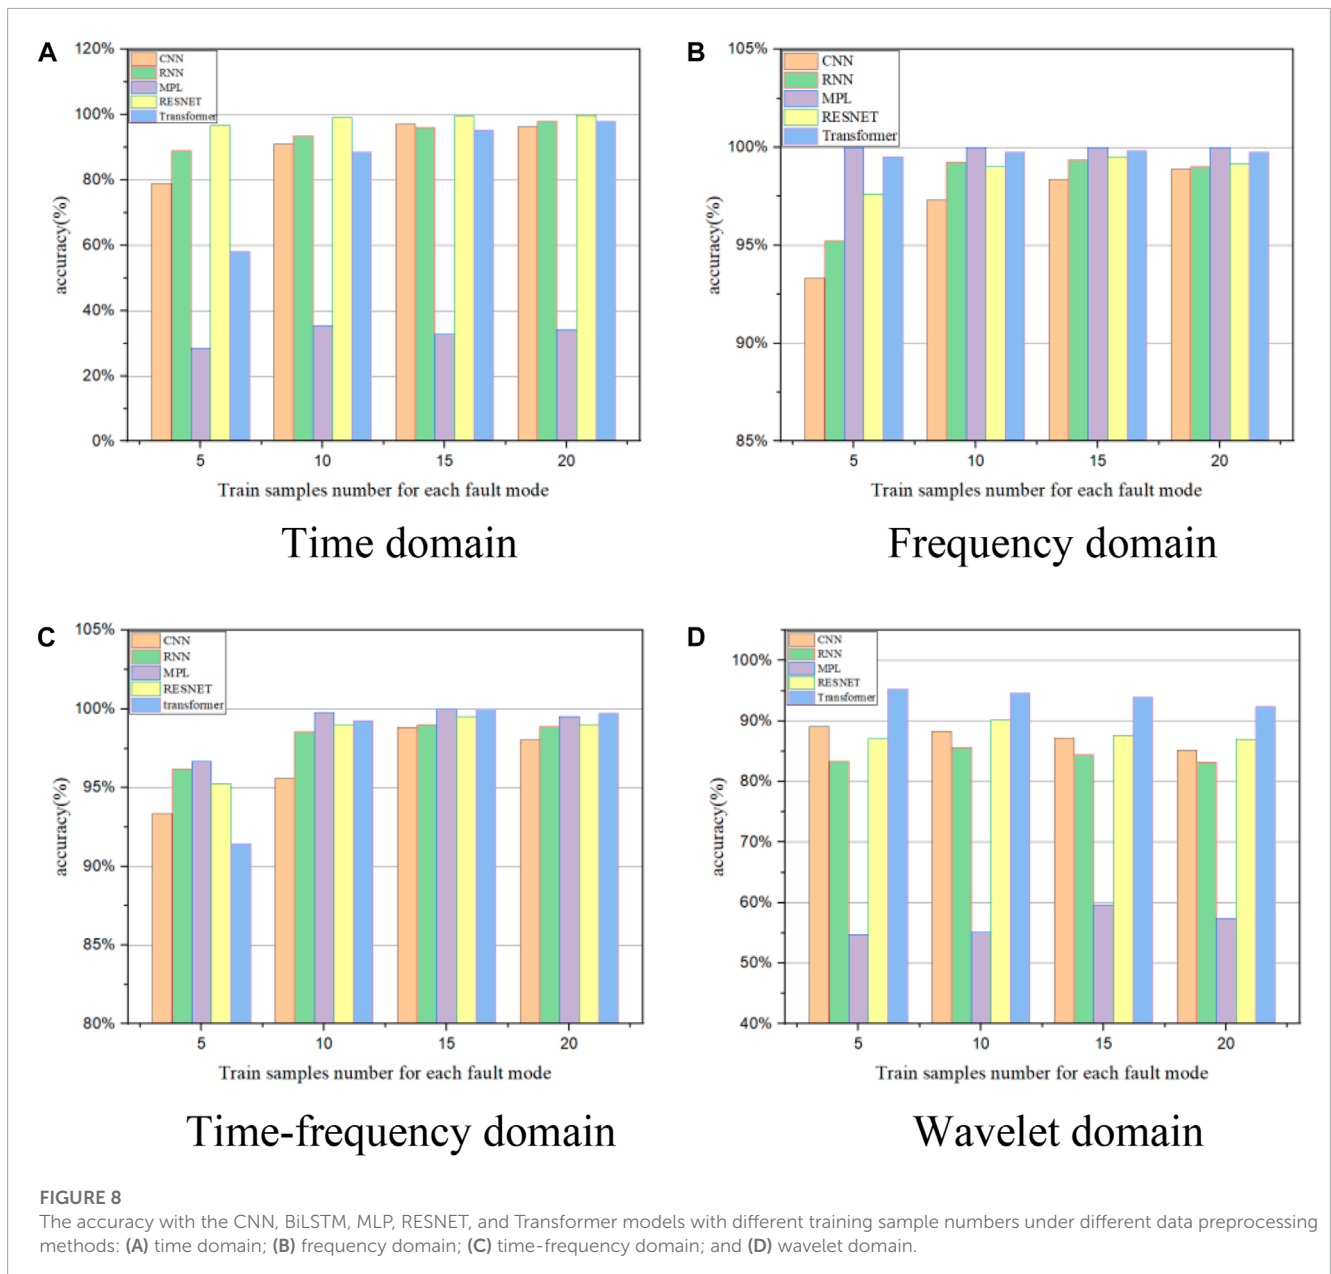 A
120%
100%
80%
60%
40%
20%
0%
accuracy(%)
CNN
RNN
MPL
RESNET
Transformer
5 10 15 20
Train samples number for each fault mode
Time domain
B
105%
100%
95%
90%
85%
accuracy(%)
CNN
RNN
MPL
RESNET
Transformer
5 10 15 20
Train samples number for each fault mode
Frequency domain
C
105%
100%
95%
90%
85%
80%
accuracy(%)
CNN
RNN
MPL
RESNET
transformer
5 10 15 20
Train samples number for each fault mode
Time-frequency domain
D
100%
90%
80%
70%
60%
50%
40%
accuracy(%)
CNN
RNN
MPL
RESNET
Transformer
5 10 15 20
Train samples number for each fault mode
Wavelet domain
FIGURE 8
The accuracy with the CNN, BiLSTM, MLP, RESNET, and Transformer models with different training sample numbers under different data preprocessing
methods: (A) time domain; (B) frequency domain; (C) time-frequency domain; and (D) wavelet domain.